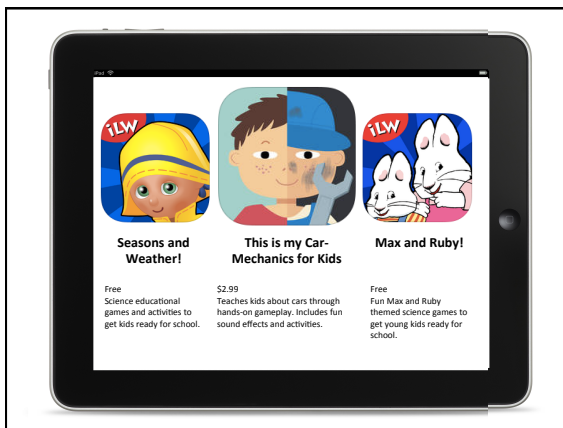 iPad
iLW
iLW
Seasons and
Weather!
Free
Science educational
games and activities to
get kids ready for school.
This is my Car-
Mechanics for Kids
$2.99
Teaches kids about cars through
hands-on gameplay. Includes fun
sound effects and activities.
Max and Ruby!
Free
Fun Max and Ruby
themed science games to
get young kids ready for
school.